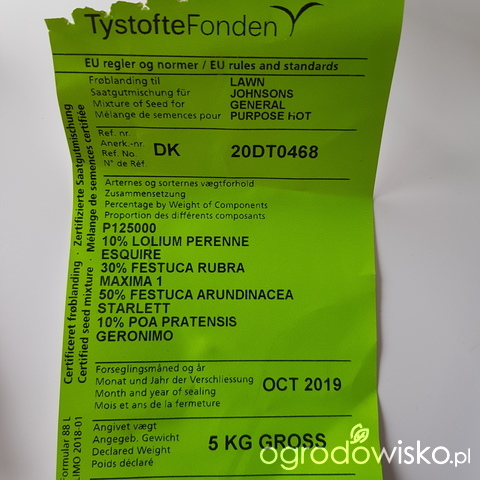 TystofteFonden
EU regler og normer / EU rules and standards
Frøblanding til LAWN
Saatgutmischung für JOHNSONS
Mixture of Seed for GENERAL
Mélange de semences pour PURPOSE HOT
Ref. nr.
Anerk.-nr.
Ref. No. DK 20DT0468
N° de Réf.
Arternes og sorternes vægtforhold
Zusammensetzung
Percentage by Weight of Components
Proportion des différents composants
P125000
10% LOLIUM PERENNE
ESQUIRE
30% FESTUCA RUBRA
MAXIMA 1
50% FESTUCA ARUNDINACEA
STARLETT
10% POA PRATENSIS
GERONIMO
Forseglingsmåned og år
Monat und Jahr der Verschliessung OCT 2019
Month and year of sealing
Mois et ans de la fermeture
Angivet vægt
Angegeb. Gewicht 5 KG GROSS
Declared Weight
Poids déclaré
Certificeret frøblanding · Zertifizierte Saatgutmischung
Certified seed mixture · Mélange de semences certifiée
Formular 88 L
LIMO 2018-01
ogrodowisko.pl